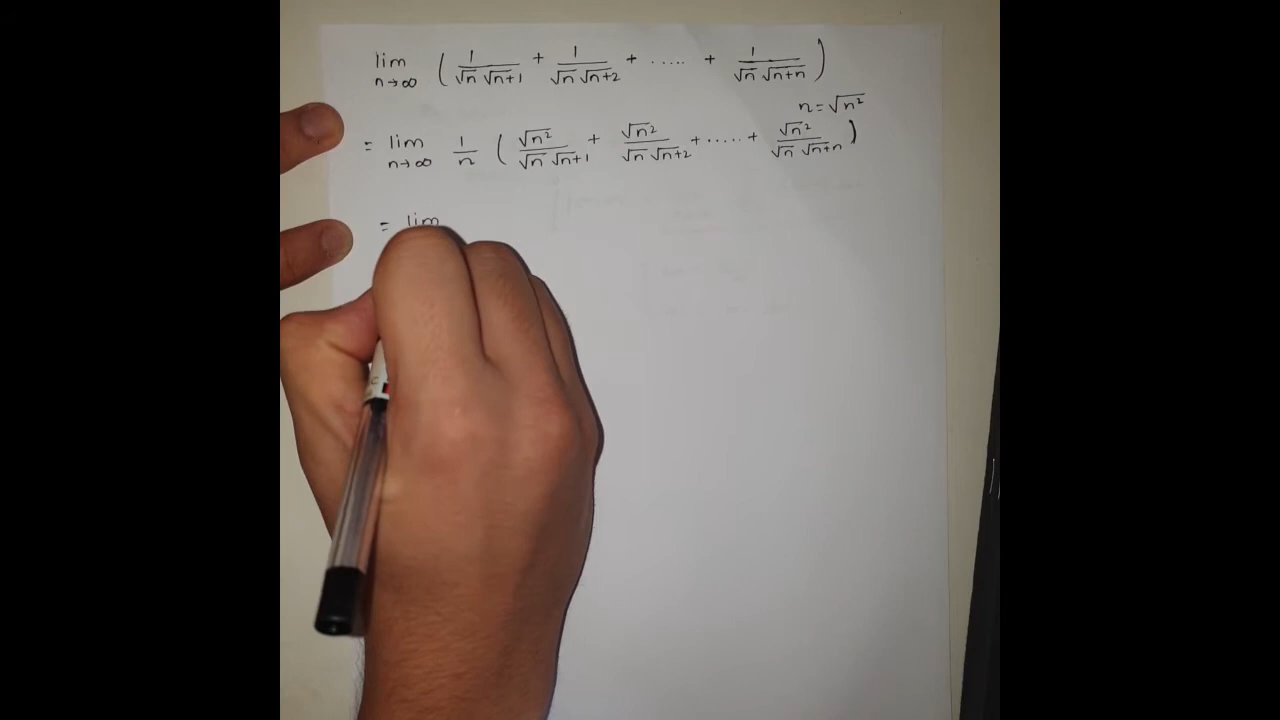 lim n→∞ ( 1/(√n √n+1) + 1/(√n √n+2) + ..... + 1/(√n √n+n) )
n = √n²
= lim n→∞ 1/n ( √n²/(√n √n+1) + √n²/(√n √n+2) + ..... + √n²/(√n √n+n) )
= lim